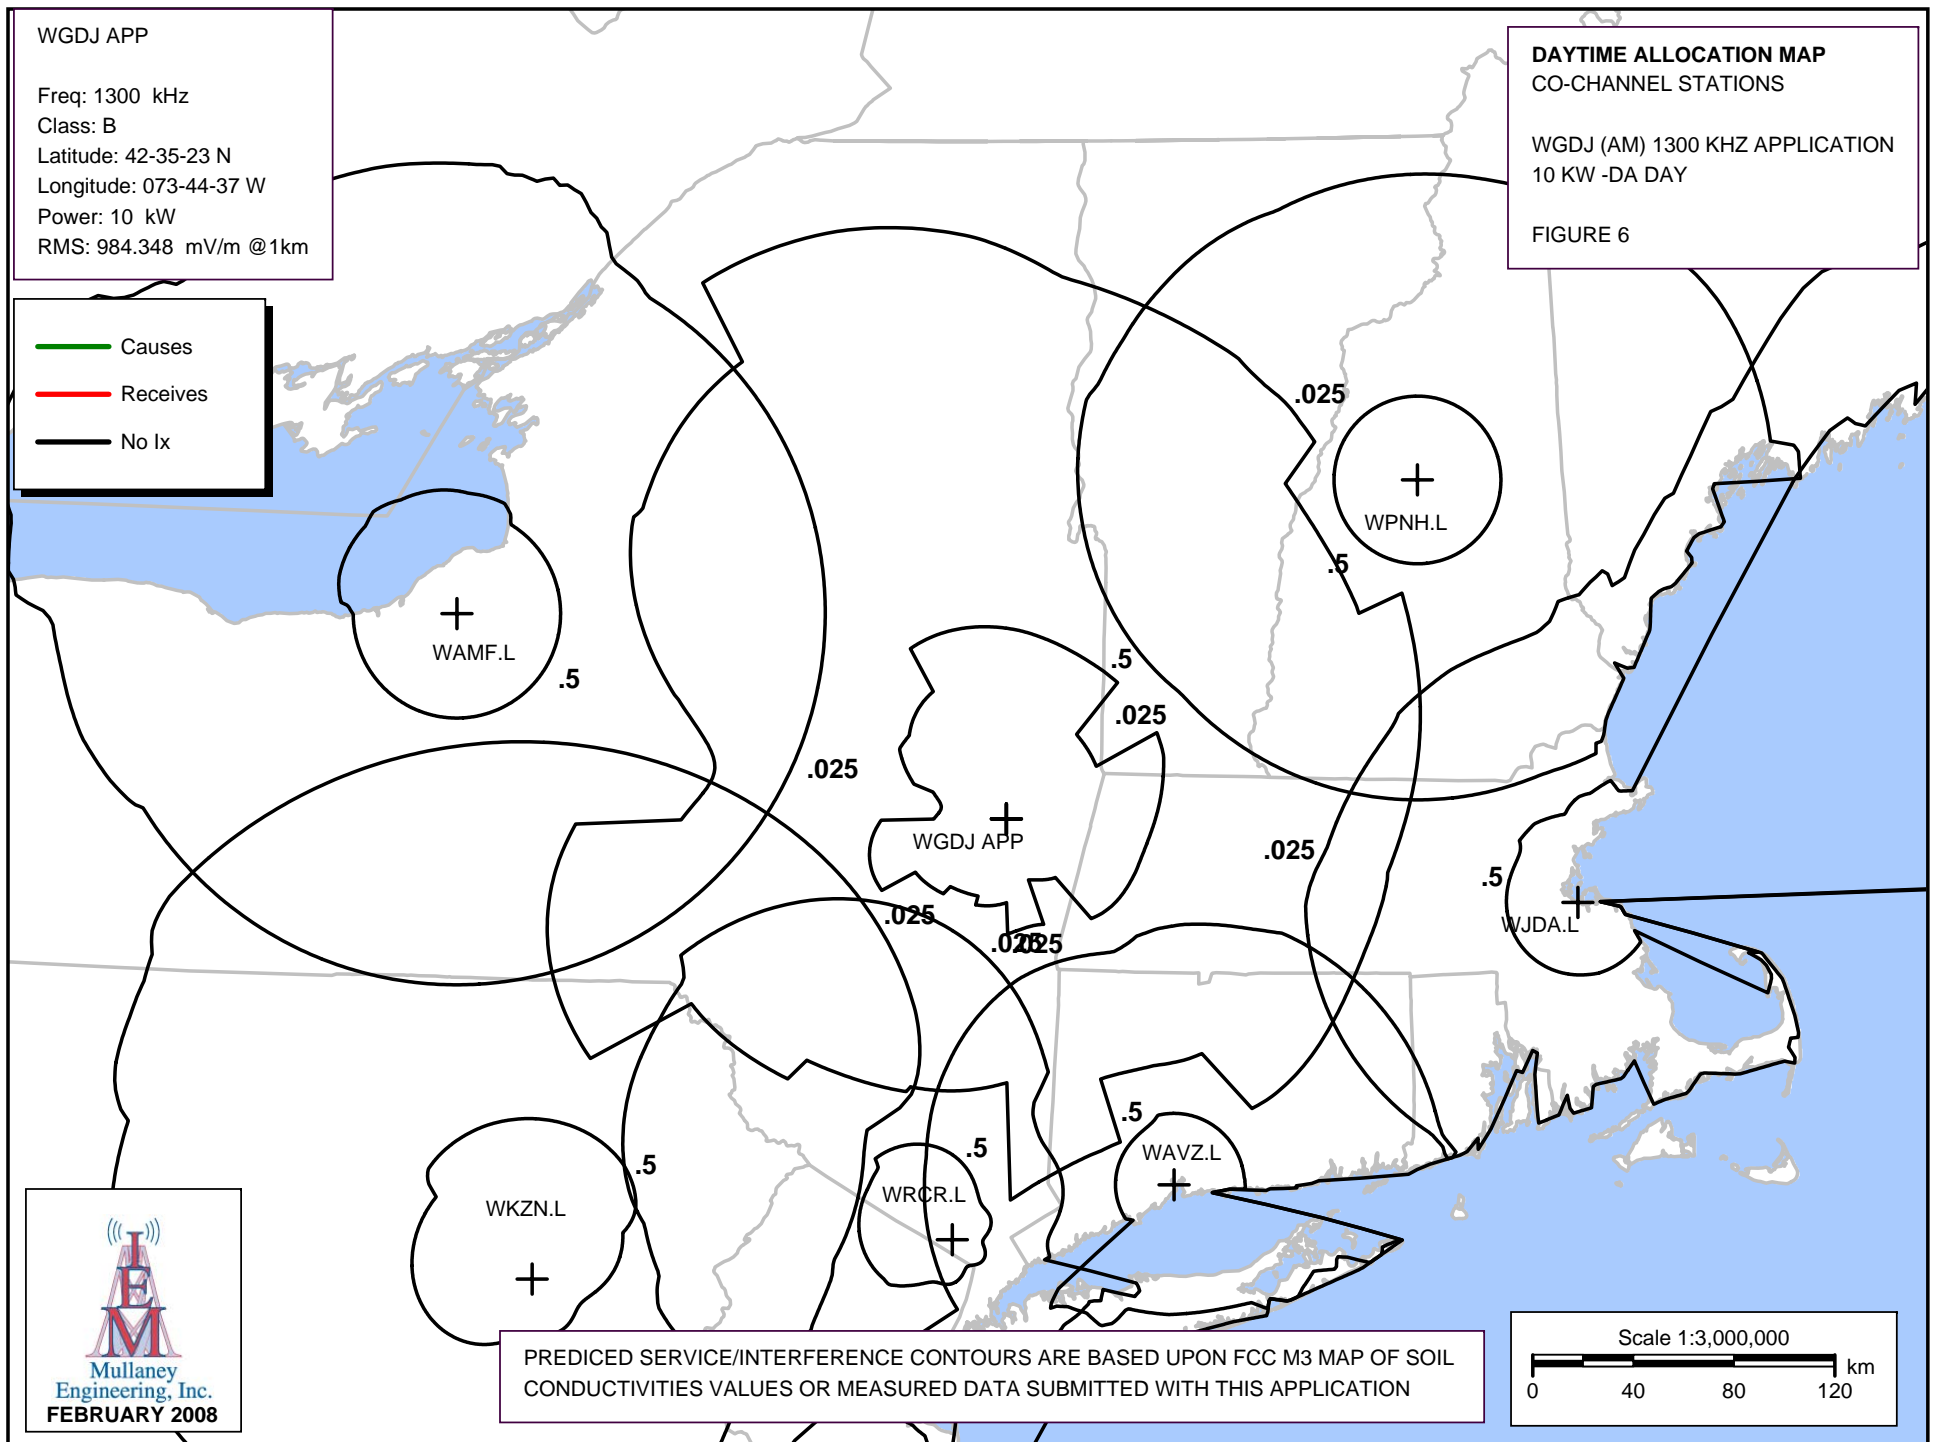 WGDJ APP
Freq: 1300 kHz
Class: B
Latitude: 42-35-23 N
Longitude: 073-44-37 W
Power: 10 kW
RMS: 984.348 mV/m @1km
DAYTIME ALLOCATION MAP
CO-CHANNEL STATIONS
WGDJ (AM) 1300 KHZ APPLICATION
10 KW -DA DAY
FIGURE 6
Causes
Receives
No Ix
.025
WPNH.L
.5
WAMF.L
.5
.5
.025
.025
WGDJ APP
.025
.5
.025
WJDA.L
.025
.025
.5
.5
WAVZ.L
.5
WRCR.L
WKZN.L
IEM
Mullaney
Engineering, Inc.
FEBRUARY 2008
PREDICED SERVICE/INTERFERENCE CONTOURS ARE BASED UPON FCC M3 MAP OF SOIL
CONDUCTIVITIES VALUES OR MEASURED DATA SUBMITTED WITH THIS APPLICATION
Scale 1:3,000,000
km
0 40 80 120